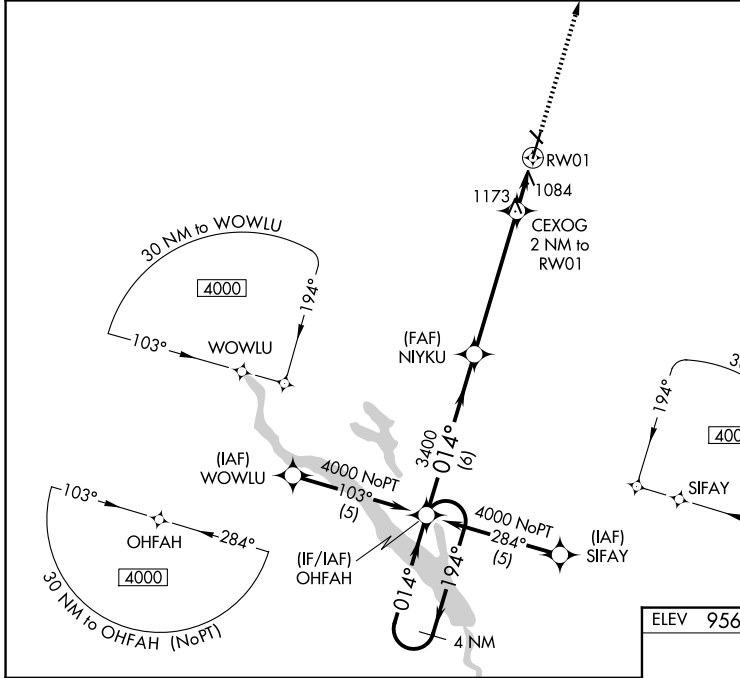 RW01
1173
1084
CEXOG
2 NM to
RW01
30 NM to WOWLU
4000
194°
103°
WOWLU
(FAF)
NIYKU
3400
014°
(6)
(IAF)
WOWLU
4000 NoPT
103°
(5)
4000 NoPT
284°
(5)
(IAF)
SIFAY
(IF/IAF)
OHFAH
014°
194°
4 NM
103°
OHFAH
284°
4000
30 NM to OHFAH (NoPT)
3
194°
400
SIFAY
ELEV 956